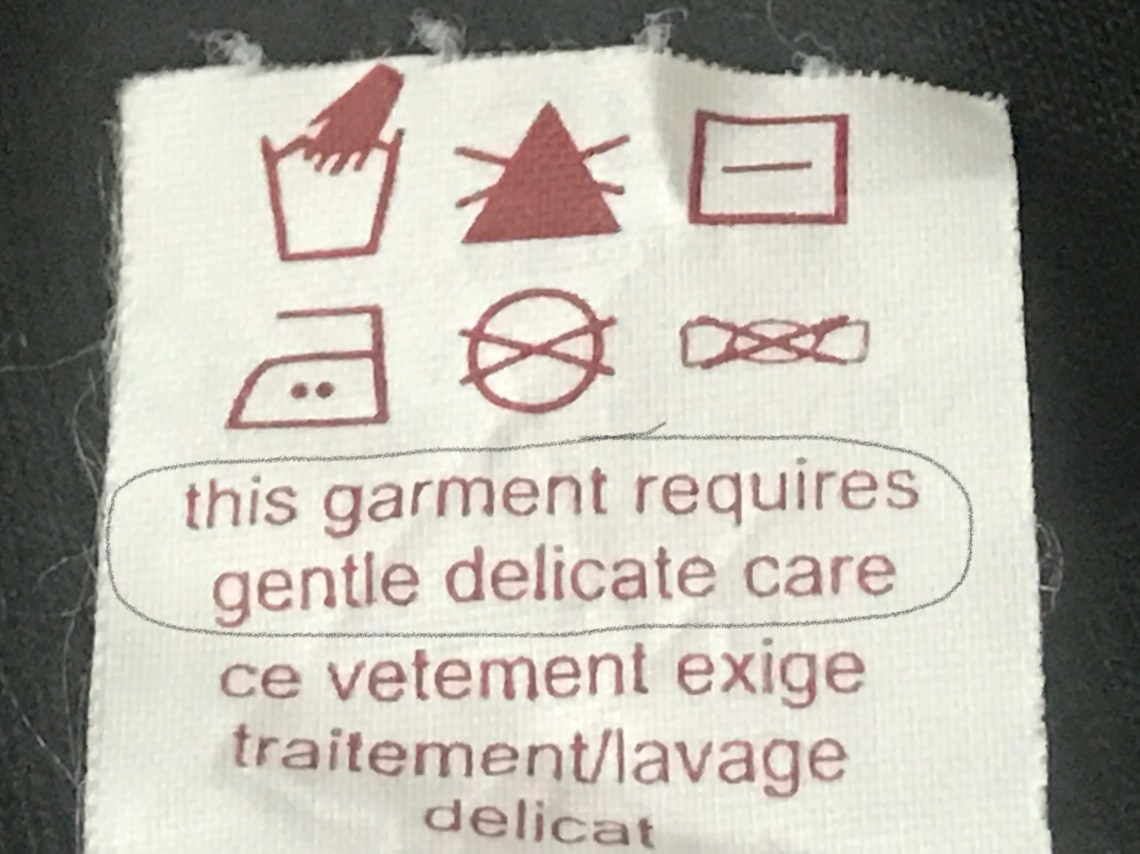 this garment requires
gentle delicate care
ce vetement exige
traitement/lavage
delicat